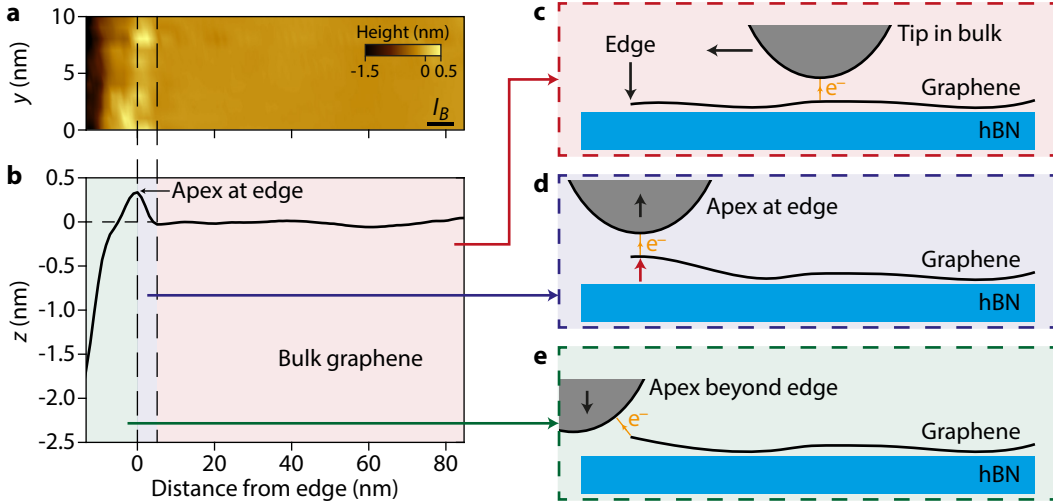 a
10
5
0
y (nm)
Height (nm)
-1.5 0 0.5
l_B
b
0.5
0
-0.5
-1.0
-1.5
-2.0
-2.5
z (nm)
Apex at edge
Bulk graphene
0 20 40 60 80
Distance from edge (nm)
c
Edge
Tip in bulk
e⁻
Graphene
hBN
d
Apex at edge
e⁻
Graphene
hBN
e
Apex beyond edge
e⁻
Graphene
hBN